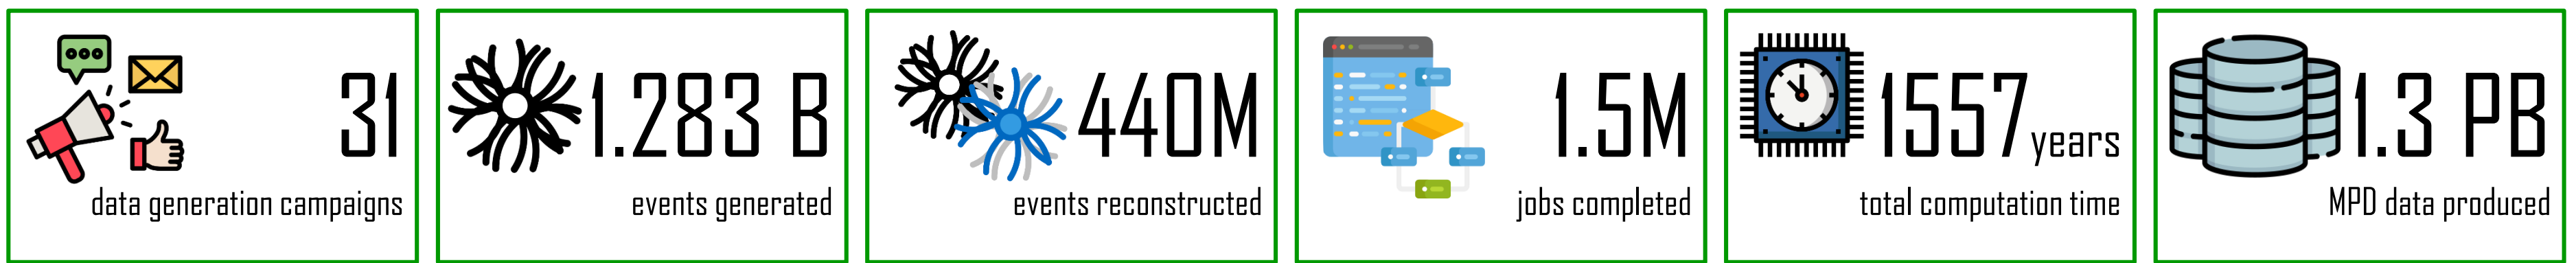 31
data generation campaigns
1.283 B
events generated
440M
events reconstructed
1.5M
jobs completed
1557 years
total computation time
1.3 PB
MPD data produced